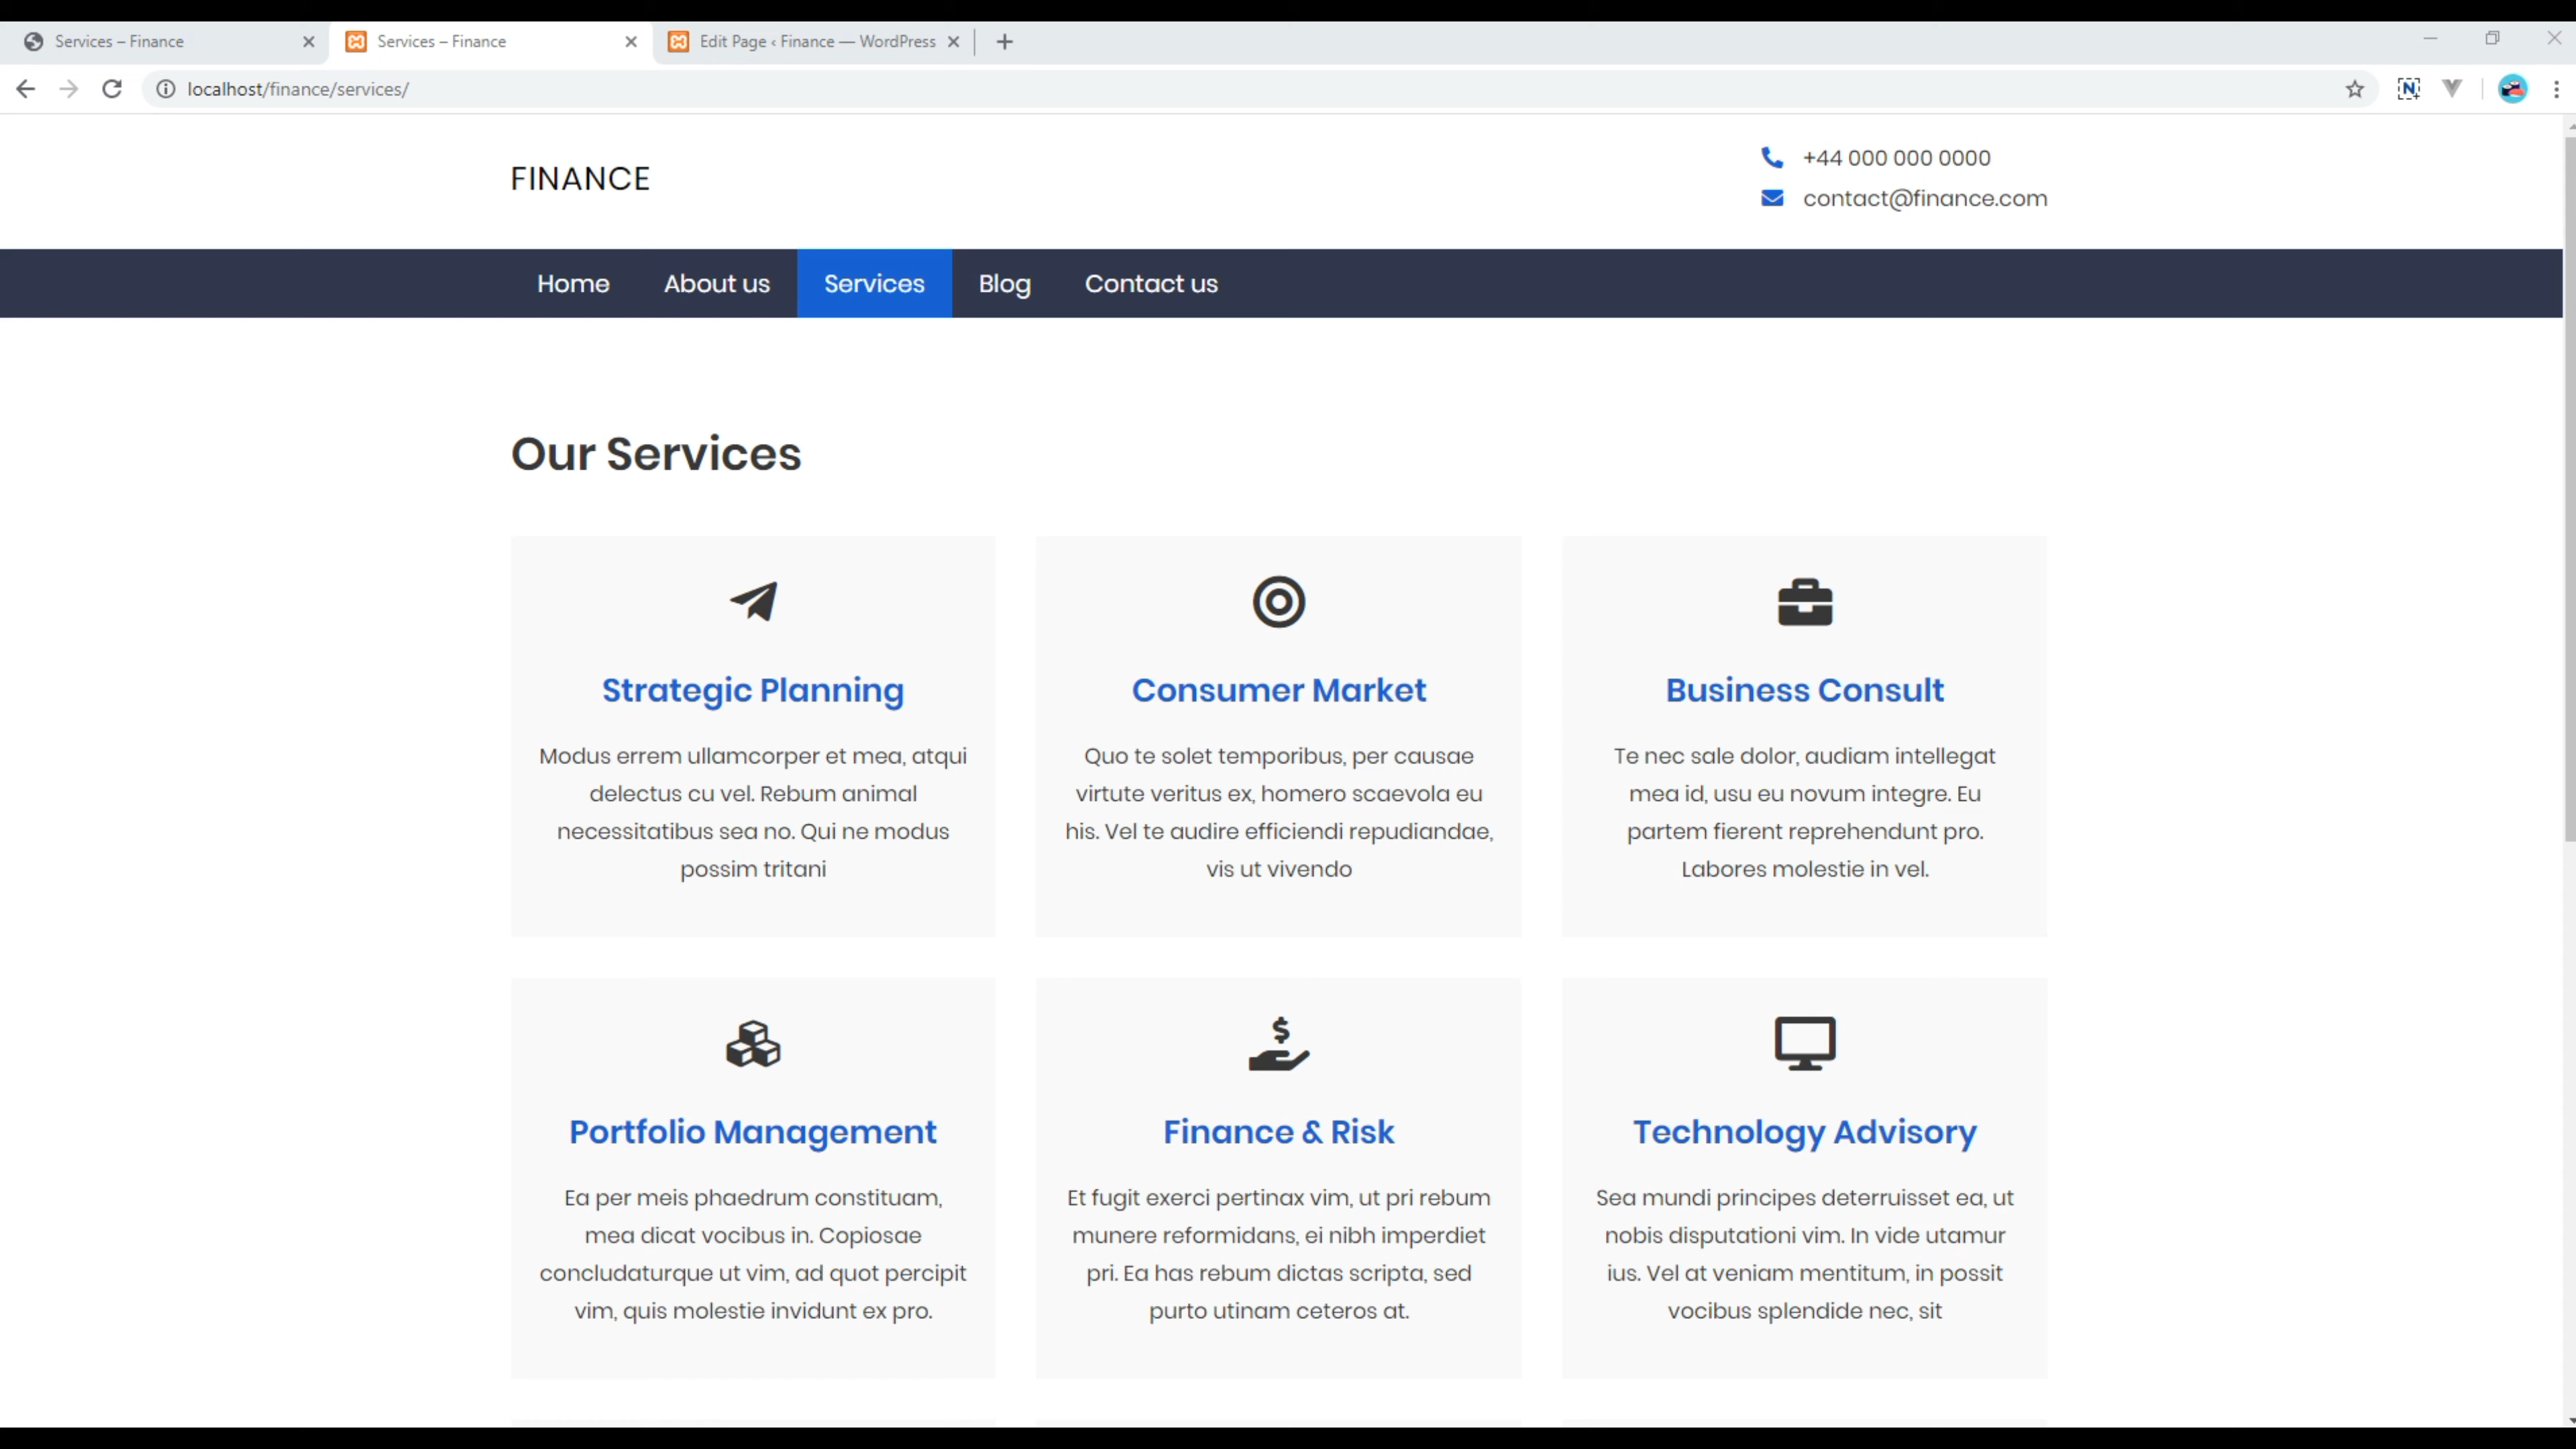 Services – Finance
Services – Finance
Edit Page ‹ Finance — WordPress
localhost/finance/services/
FINANCE
+44 000 000 0000
contact@finance.com
Home
About us
Services
Blog
Contact us
Our Services
Strategic Planning
Modus errem ullamcorper et mea, atqui
delectus cu vel. Rebum animal
necessitatibus sea no. Qui ne modus
possim tritani
Consumer Market
Quo te solet temporibus, per causae
virtute veritus ex, homero scaevola eu
his. Vel te audire efficiendi repudiandae,
vis ut vivendo
Business Consult
Te nec sale dolor, audiam intellegat
mea id, usu eu novum integre. Eu
partem fierent reprehendunt pro.
Labores molestie in vel.
Portfolio Management
Ea per meis phaedrum constituam,
mea dicat vocibus in. Copiosae
concludaturque ut vim, ad quot percipit
vim, quis molestie invidunt ex pro.
Finance & Risk
Et fugit exerci pertinax vim, ut pri rebum
munere reformidans, ei nibh imperdiet
pri. Ea has rebum dictas scripta, sed
purto utinam ceteros at.
Technology Advisory
Sea mundi principes deterruisset ea, ut
nobis disputationi vim. In vide utamur
ius. Vel at veniam mentitum, in possit
vocibus splendide nec, sit